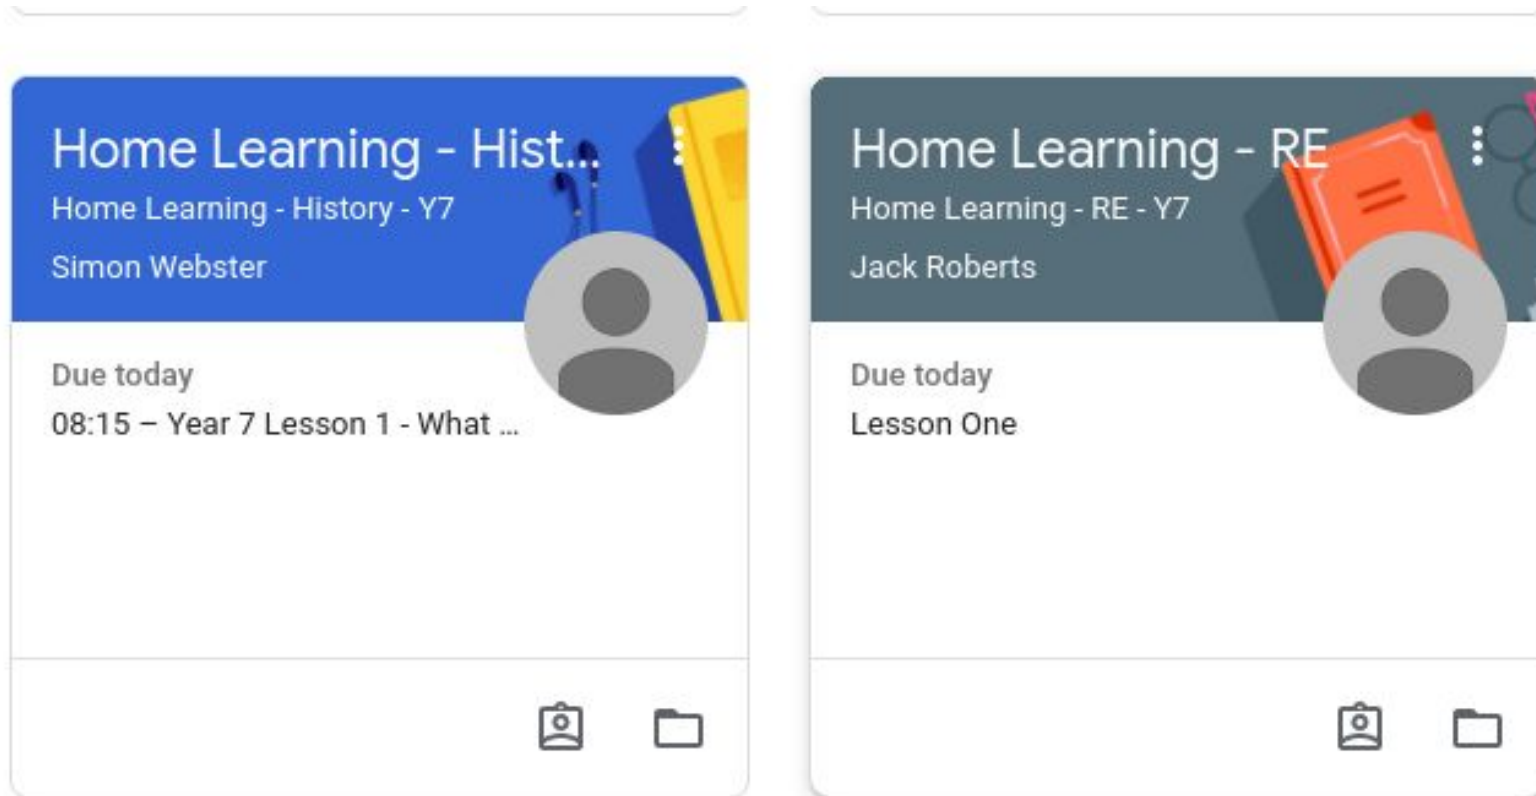 Home Learning - Hist...
Home Learning - History - Y7
Simon Webster
Due today
08:15 – Year 7 Lesson 1 - What ...
Home Learning - RE
Home Learning - RE - Y7
Jack Roberts
Due today
Lesson One